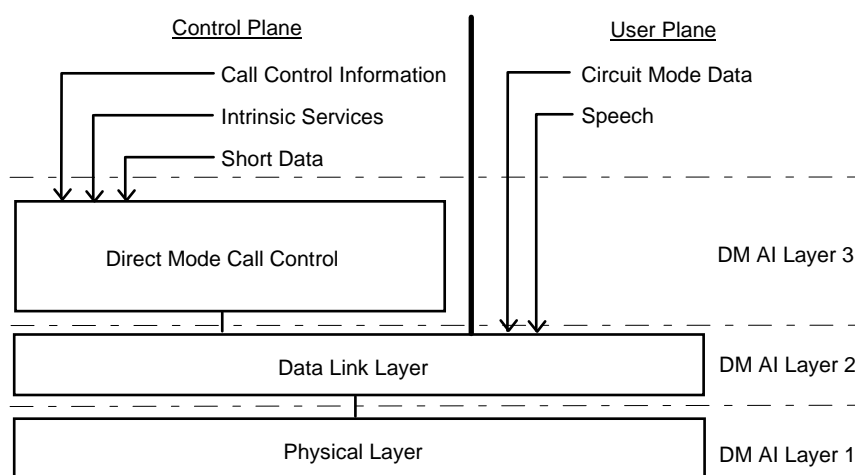 Control Plane
User Plane
Call Control Information
Circuit Mode Data
Intrinsic Services
Speech
Short Data
Direct Mode Call Control
DM AI Layer 3
Data Link Layer
DM AI Layer 2
Physical Layer
DM AI Layer 1